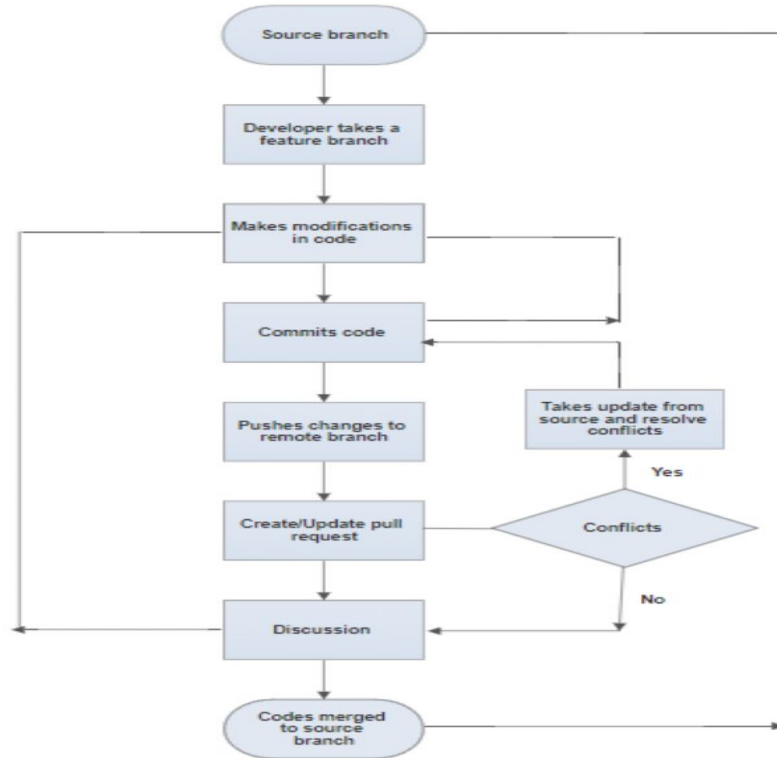 Source branch
Developer takes a
feature branch
Makes modifications
in code
Commits code
Pushes changes to
remote branch
Takes update from
source and resolve
conflicts
Yes
Create/Update pull
request
Conflicts
No
Discussion
Codes merged
to source
branch